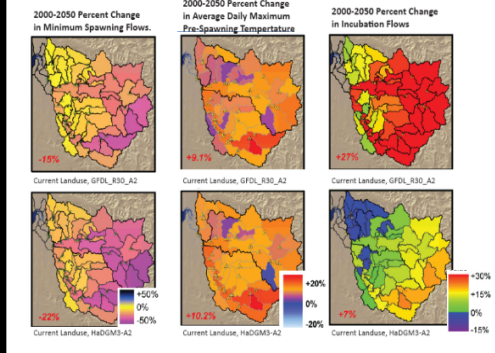 2000-2050 Percent Change
in Minimum Spawning Flows.
2000-2050 Percent Change
in Average Daily Maximum
Pre-Spawning Tempertature
2000-2050 Percent Change
in Incubation Flows
-15%
+9.1%
+27%
Current Landuse, GFDL_R30_A2
Current Landuse, GFDL_R30_A2
Current Landuse, GFDL_R30_A2
-22%
+50%
0%
-50%
+10.2%
+20%
0%
-20%
+7%
+30%
+15%
0%
-15%
Current Landuse, HaDGM3-A2
Current Landuse, HaDGM3-A2
Current Landuse, HaDGM3-A2